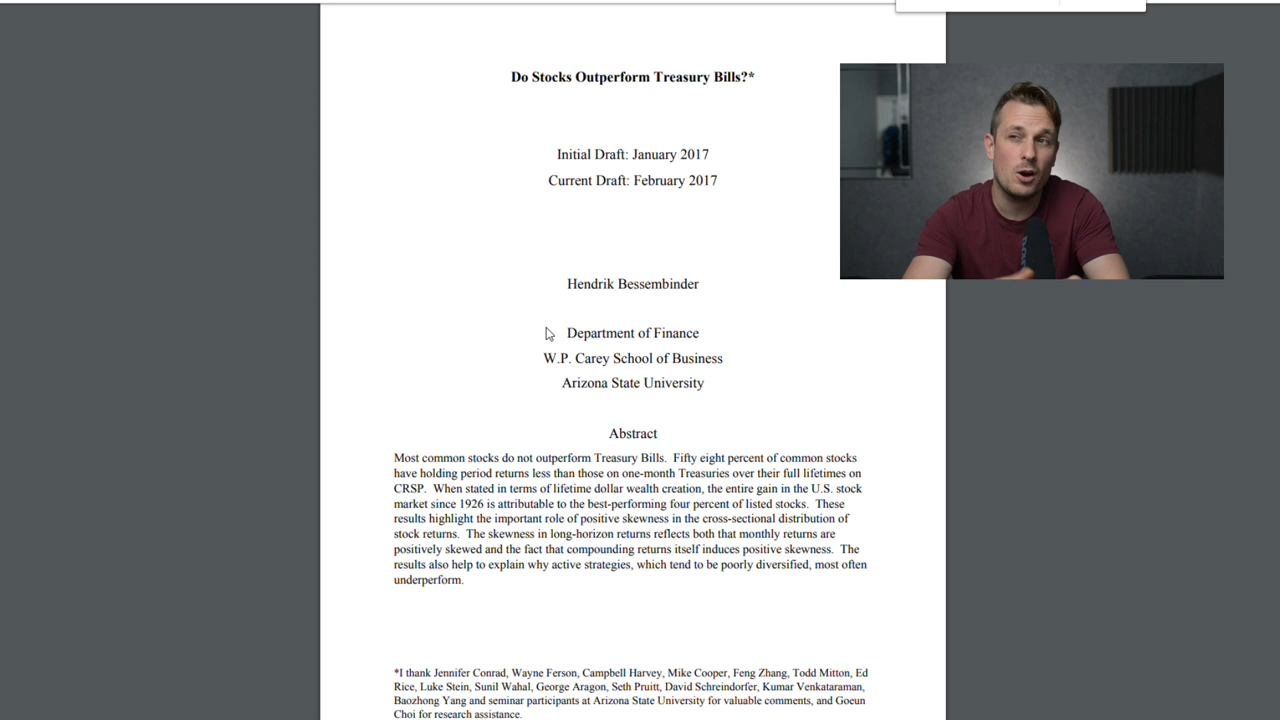 Do Stocks Outperform Treasury Bills?*
Initial Draft: January 2017
Current Draft: February 2017
Hendrik Bessembinder
Department of Finance
W.P. Carey School of Business
Arizona State University
Abstract
Most common stocks do not outperform Treasury Bills.  Fifty eight percent of common stocks
have holding period returns less than those on one-month Treasuries over their full lifetimes on
CRSP.  When stated in terms of lifetime dollar wealth creation, the entire gain in the U.S. stock
market since 1926 is attributable to the best-performing four percent of listed stocks.  These
results highlight the important role of positive skewness in the cross-sectional distribution of
stock returns.  The skewness in long-horizon returns reflects both that monthly returns are
positively skewed and the fact that compounding returns itself induces positive skewness.  The
results also help to explain why active strategies, which tend to be poorly diversified, most often
underperform.
*I thank Jennifer Conrad, Wayne Ferson, Campbell Harvey, Mike Cooper, Feng Zhang, Todd Mitton, Ed
Rice, Luke Stein, Sunil Wahal, George Aragon, Seth Pruitt, David Schreindorfer, Kumar Venkataraman,
Baozhong Yang and seminar participants at Arizona State University for valuable comments, and Goeun
Choi for research assistance.